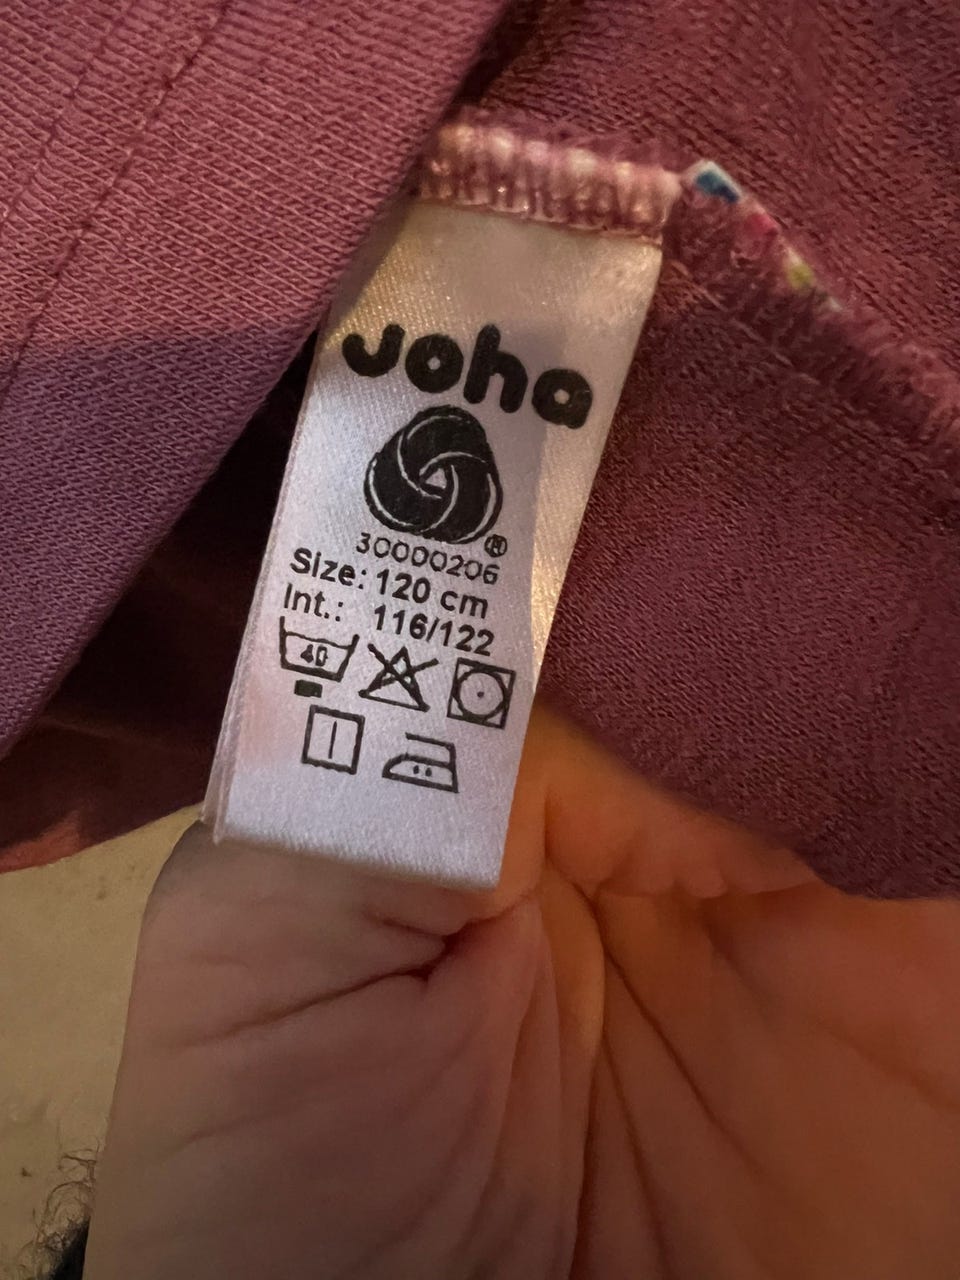 Joha
®
30000206
Size: 120 cm
Int.: 116/122
40